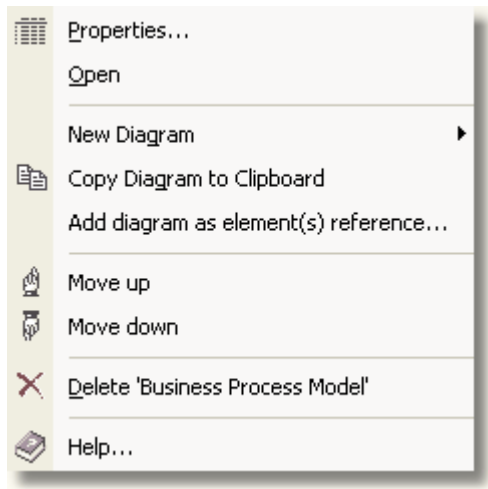 Properties...
Open
New Diagram
Copy Diagram to Clipboard
Add diagram as element(s) reference...
Move up
Move down
Delete 'Business Process Model'
Help...